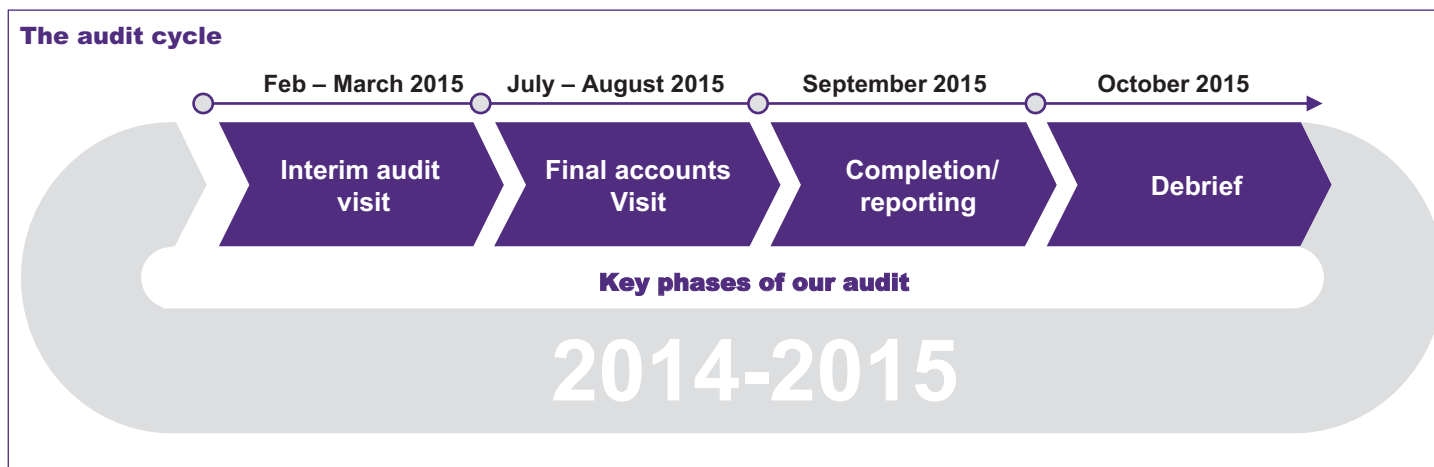 The audit cycle
Feb – March 2015
July – August 2015
September 2015
October 2015
Interim audit
visit
Final accounts
Visit
Completion/
reporting
Debrief
Key phases of our audit
2014-2015